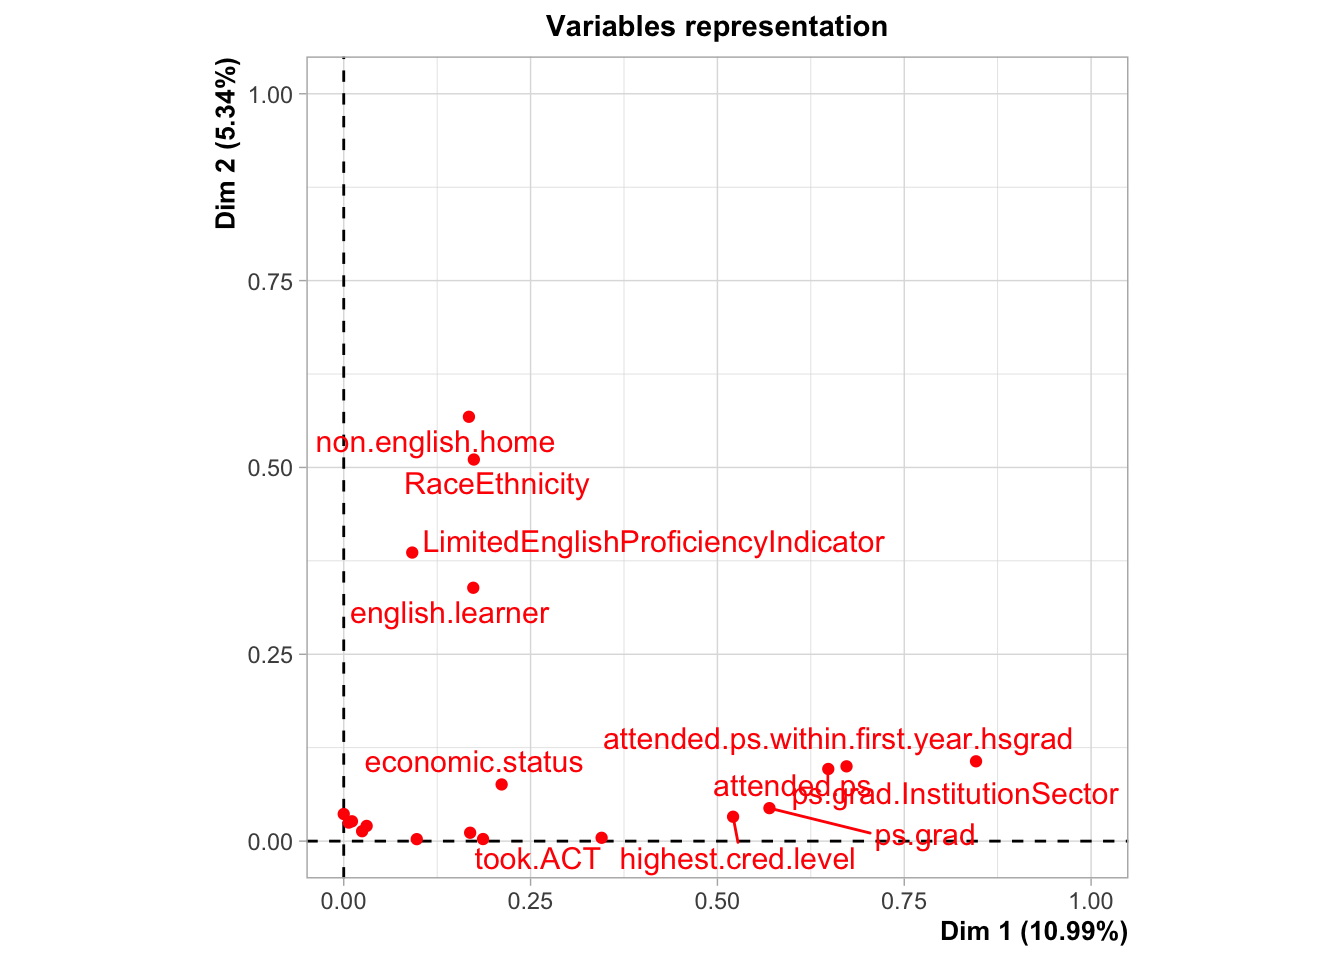 Variables representation
Dim 2 (5.34%)
1.00
0.75
0.50
0.25
0.00
non.english.home
RaceEthnicity
LimitedEnglishProficiencyIndicator
english.learner
attended.ps.within.first.year.hsgrad
economic.status
attended.ps
ps.grad.InstitutionSector
ps.grad
took.ACT
highest.cred.level
0.00
0.25
0.50
0.75
1.00
Dim 1 (10.99%)